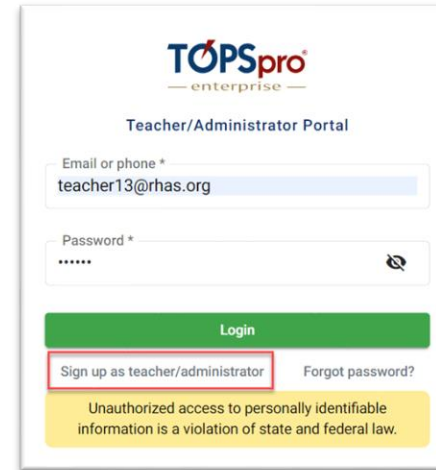 TOPSpro®
enterprise
Teacher/Administrator Portal
Email or phone *
teacher13@rhas.org
Password *
••••••
Login
Sign up as teacher/administrator Forgot password?
Unauthorized access to personally identifiable
information is a violation of state and federal law.